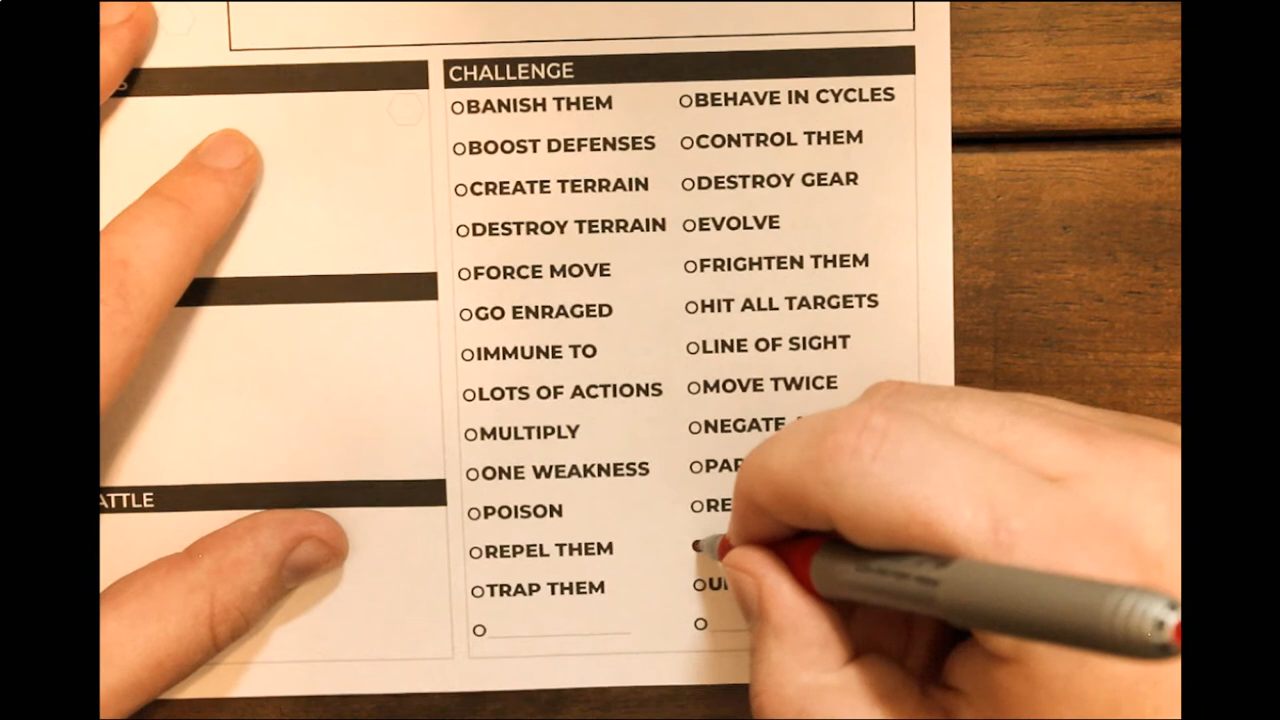 CHALLENGE
BANISH THEM
BEHAVE IN CYCLES
BOOST DEFENSES
CONTROL THEM
CREATE TERRAIN
DESTROY GEAR
DESTROY TERRAIN
EVOLVE
FORCE MOVE
FRIGHTEN THEM
GO ENRAGED
HIT ALL TARGETS
IMMUNE TO
LINE OF SIGHT
LOTS OF ACTIONS
MOVE TWICE
MULTIPLY
NEGATE
ONE WEAKNESS
POISON
REPEL THEM
TRAP THEM